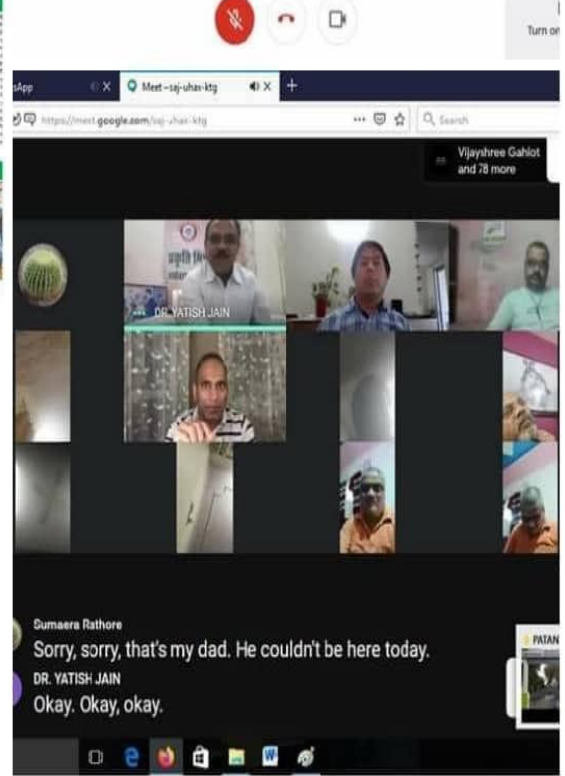 Turn on
sApp
Meet – saj-uhax-ktg
https://meet.google.com/saj-uhax-ktg
Search
Vijayshree Gahlot
and 78 more
DR. YATISH JAIN
Sumaera Rathore
Sorry, sorry, that's my dad. He couldn't be here today.
DR. YATISH JAIN
Okay. Okay, okay.
PATAN